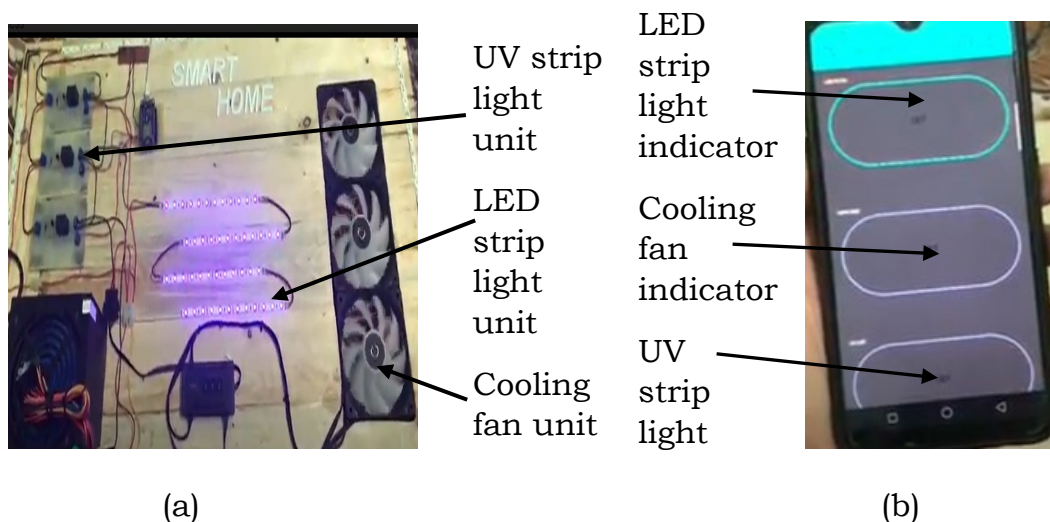 SMART
HOME
UV strip
light
unit
LED
strip
light
unit
Cooling
fan unit
LED
strip
light
indicator
Cooling
fan
indicator
UV
strip
light
(a)
(b)